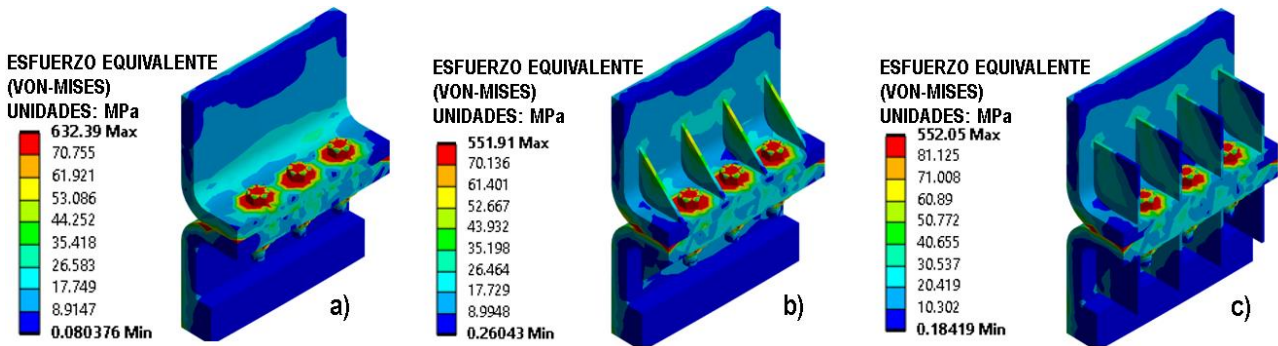 ESFUERZO EQUIVALENTE
(VON-MISES)
UNIDADES: MPa
632.39 Max
70.755
61.921
53.086
44.252
35.418
26.583
17.749
8.9147
0.080376 Min
a)
ESFUERZO EQUIVALENTE
(VON-MISES)
UNIDADES: MPa
551.91 Max
70.136
61.401
52.667
43.932
35.198
26.464
17.729
8.9948
0.26043 Min
b)
ESFUERZO EQUIVALENTE
(VON-MISES)
UNIDADES: MPa
552.05 Max
81.125
71.008
60.89
50.772
40.655
30.537
20.419
10.302
0.18419 Min
c)